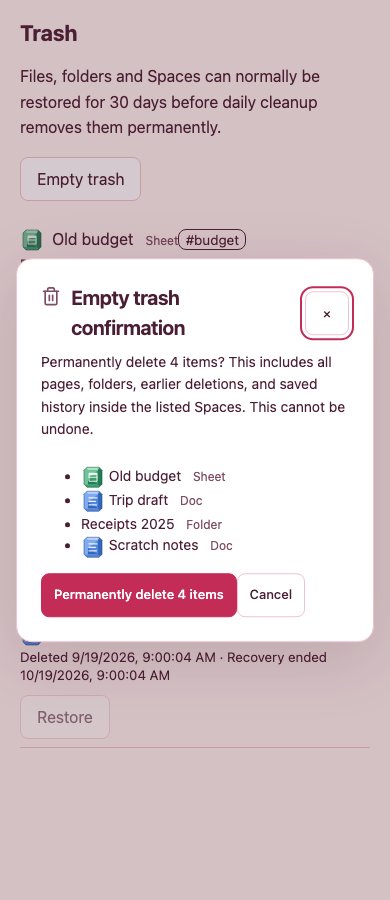 Trash
Files, folders and Spaces can normally be
restored for 30 days before daily cleanup
removes them permanently.
Empty trash
Old budget Sheet #budget
Empty trash
confirmation
×
Permanently delete 4 items? This includes all
pages, folders, earlier deletions, and saved
history inside the listed Spaces. This cannot be
undone.
• Old budget Sheet
• Trip draft Doc
• Receipts 2025 Folder
• Scratch notes Doc
Permanently delete 4 items Cancel
Deleted 9/19/2026, 9:00:04 AM · Recovery ended
10/19/2026, 9:00:04 AM
Restore